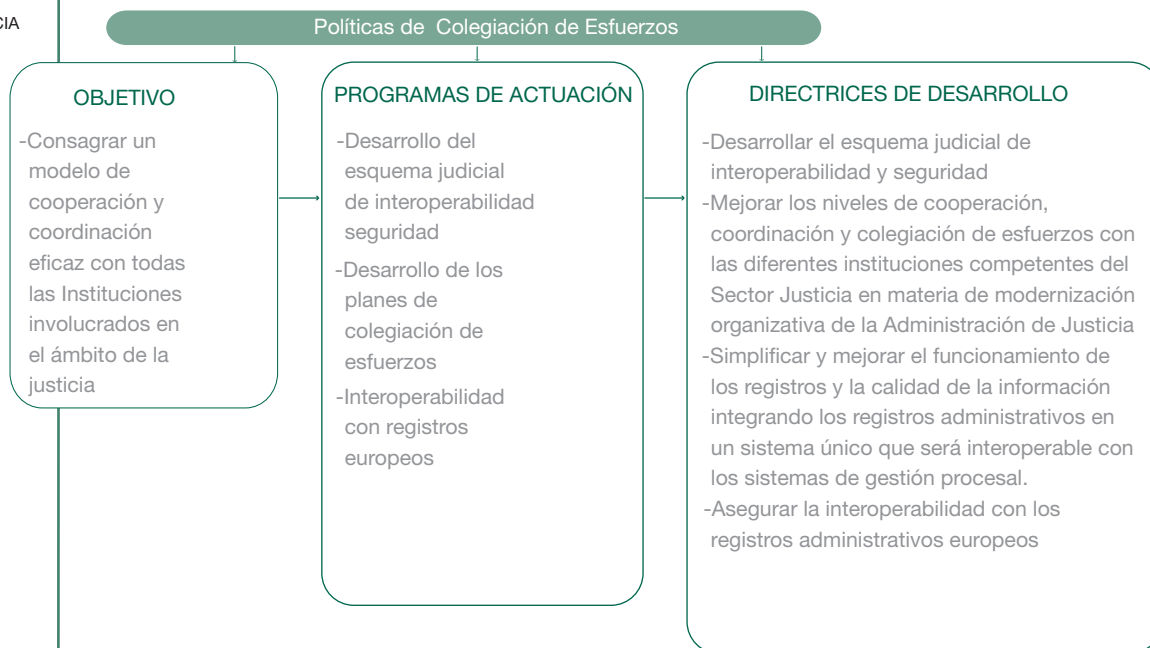 CIA
Políticas de Colegiación de Esfuerzos
OBJETIVO
-Consagrar un
modelo de
cooperación y
coordinación
eficaz con todas
las Instituciones
involucrados en
el ámbito de la
justicia
PROGRAMAS DE ACTUACIÓN
-Desarrollo del
esquema judicial
de interoperabilidad
seguridad
-Desarrollo de los
planes de
colegiación de
esfuerzos
-Interoperabilidad
con registros
europeos
DIRECTRICES DE DESARROLLO
-Desarrollar el esquema judicial de
interoperabilidad y seguridad
-Mejorar los niveles de cooperación,
coordinación y colegiación de esfuerzos con
las diferentes instituciones competentes del
Sector Justicia en materia de modernización
organizativa de la Administración de Justicia
-Simplificar y mejorar el funcionamiento de
los registros y la calidad de la información
integrando los registros administrativos en
un sistema único que será interoperable con
los sistemas de gestión procesal.
-Asegurar la interoperabilidad con los
registros administrativos europeos